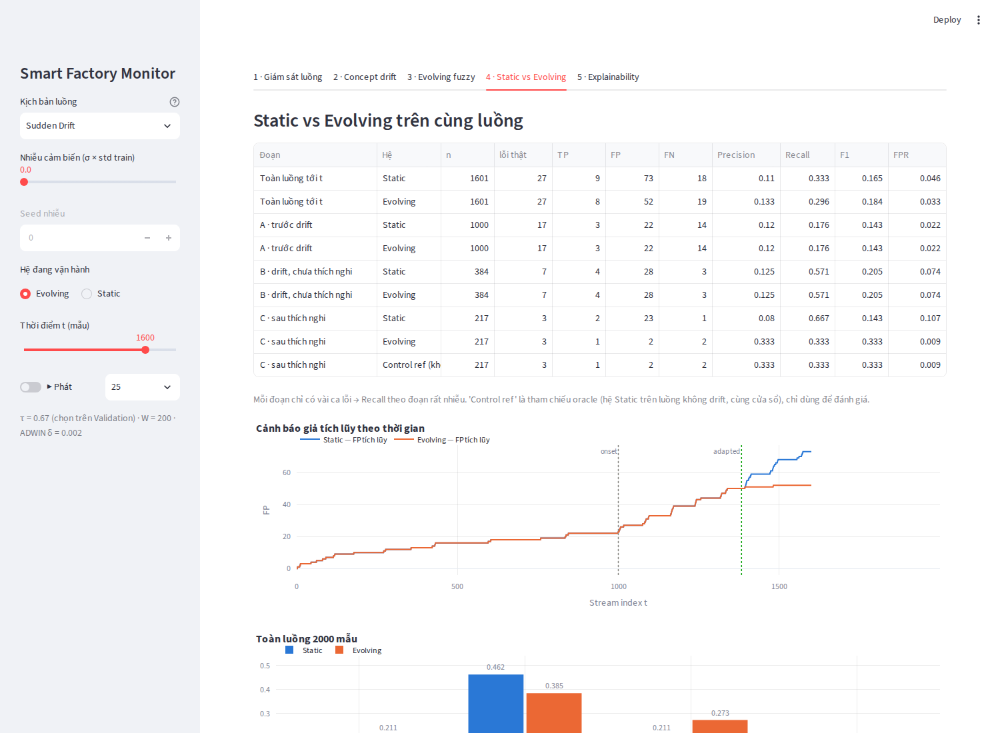 Deploy
Smart Factory Monitor
Kịch bản luồng
Sudden Drift
Nhiễu cảm biến (σ × std train)
0.0
Seed nhiễu
0
Hệ đang vận hành
Evolving Static
Thời điểm t (mẫu)
1600
▶ Phát 25
τ = 0.67 (chọn trên Validation) · W = 200 ·
ADWIN δ = 0.002
1 · Giám sát luồng 2 · Concept drift 3 · Evolving fuzzy 4 · Static vs Evolving 5 · Explainability
Static vs Evolving trên cùng luồng
Đoạn Hệ n lỗi thật TP FP FN Precision Recall F1 FPR
Toàn luồng tới t Static 1601 27 9 73 18 0.11 0.333 0.165 0.046
Toàn luồng tới t Evolving 1601 27 8 52 19 0.133 0.296 0.184 0.033
A · trước drift Static 1000 17 3 22 14 0.12 0.176 0.143 0.022
A · trước drift Evolving 1000 17 3 22 14 0.12 0.176 0.143 0.022
B · drift, chưa thích nghi Static 384 7 4 28 3 0.125 0.571 0.205 0.074
B · drift, chưa thích nghi Evolving 384 7 4 28 3 0.125 0.571 0.205 0.074
C · sau thích nghi Static 217 3 2 23 1 0.08 0.667 0.143 0.107
C · sau thích nghi Evolving 217 3 1 2 2 0.333 0.333 0.333 0.009
C · sau thích nghi Control ref (kh 217 3 1 2 2 0.333 0.333 0.333 0.009
Mỗi đoạn chỉ có vài ca lỗi → Recall theo đoạn rất nhiễu. 'Control ref' là tham chiếu oracle (hệ Static trên luồng không drift, cùng cửa sổ), chỉ dùng để đánh giá.
Cảnh báo giả tích lũy theo thời gian
Static — FP tích lũy Evolving — FP tích lũy
onset adapted
60
40
20
0
FP
0 500 1000 1500
Stream index t
Toàn luồng 2000 mẫu
Static Evolving
0.5
0.4
0.3
0.211 0.462 0.385 0.211 0.273